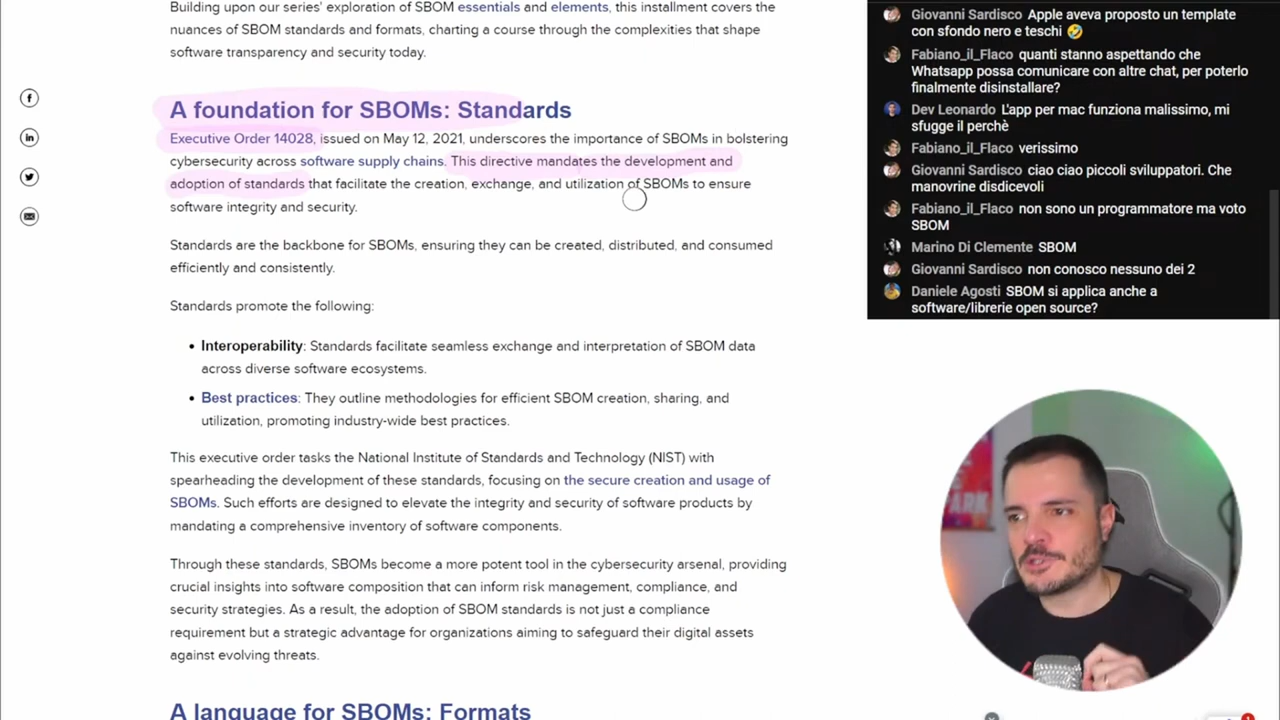 Building upon our series' exploration of SBOM essentials and elements, this installment covers the
nuances of SBOM standards and formats, charting a course through the complexities that shape
software transparency and security today.
A foundation for SBOMs: Standards
Executive Order 14028, issued on May 12, 2021, underscores the importance of SBOMs in bolstering
cybersecurity across software supply chains. This directive mandates the development and
adoption of standards that facilitate the creation, exchange, and utilization of SBOMs to ensure
software integrity and security.
Standards are the backbone for SBOMs, ensuring they can be created, distributed, and consumed
efficiently and consistently.
Standards promote the following:
• Interoperability: Standards facilitate seamless exchange and interpretation of SBOM data
across diverse software ecosystems.
• Best practices: They outline methodologies for efficient SBOM creation, sharing, and
utilization, promoting industry-wide best practices.
This executive order tasks the National Institute of Standards and Technology (NIST) with
spearheading the development of these standards, focusing on the secure creation and usage of
SBOMs. Such efforts are designed to elevate the integrity and security of software products by
mandating a comprehensive inventory of software components.
Through these standards, SBOMs become a more potent tool in the cybersecurity arsenal, providing
crucial insights into software composition that can inform risk management, compliance, and
security strategies. As a result, the adoption of SBOM standards is not just a compliance
requirement but a strategic advantage for organizations aiming to safeguard their digital assets
against evolving threats.
A language for SBOMs: Formats
Giovanni Sardisco Apple aveva proposto un template
con sfondo nero e teschi 🤣
Fabiano_il_Flaco quanti stanno aspettando che
Whatsapp possa comunicare con altre chat, per poterlo
finalmente disinstallare?
Dev Leonardo L'app per mac funziona malissimo, mi
sfugge il perchè
Fabiano_il_Flaco verissimo
Giovanni Sardisco ciao ciao piccoli sviluppatori. Che
manovrine disdicevoli
Fabiano_il_Flaco non sono un programmatore ma voto
SBOM
Marino Di Clemente SBOM
Giovanni Sardisco non conosco nessuno dei 2
Daniele Agosti SBOM si applica anche a
software/librerie open source?